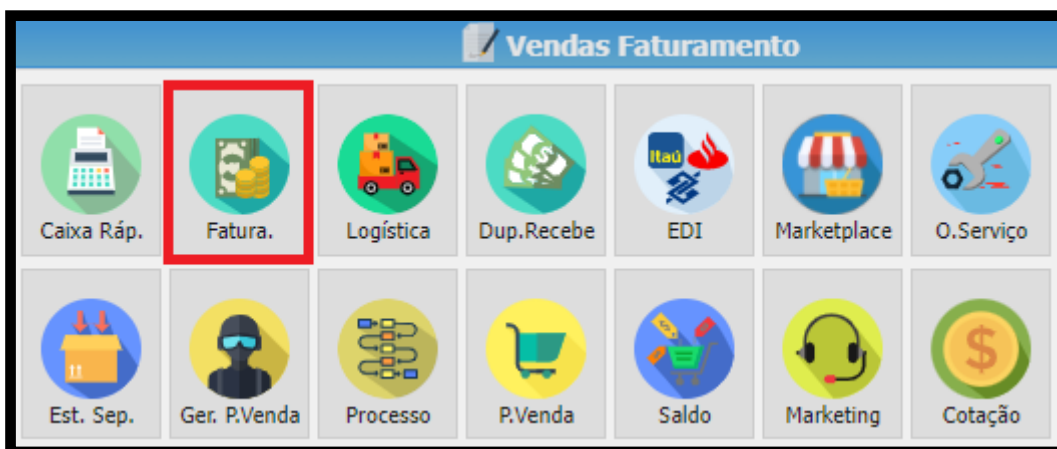 Vendas Faturamento
Itaú
Caixa Ráp. Fatura. Logística Dup.Recebe EDI Marketplace O.Serviço
Est. Sep. Ger. P.Venda Processo P.Venda Saldo Marketing Cotação